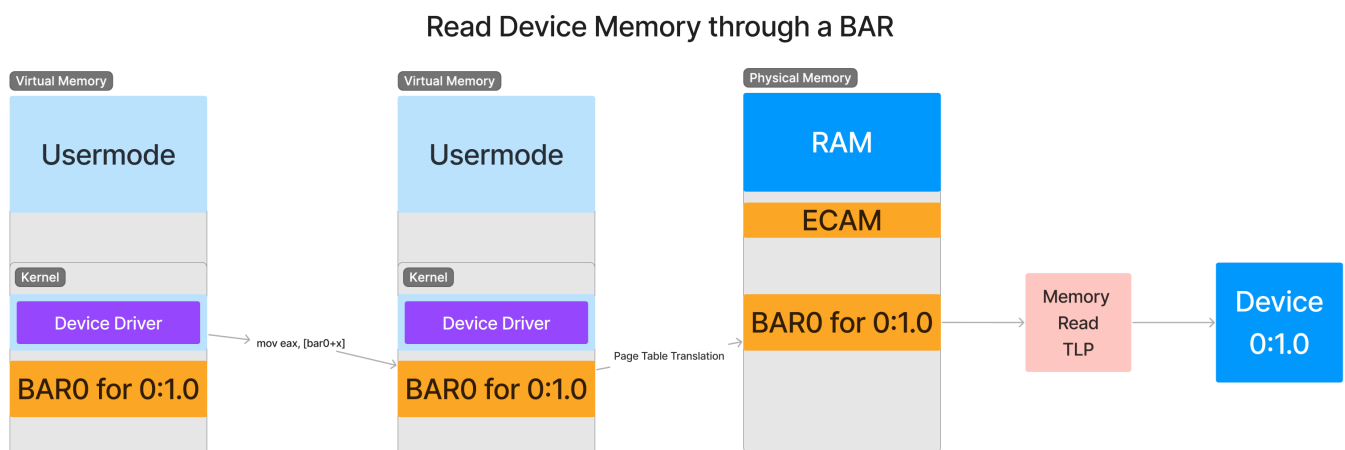 Read Device Memory through a BAR
Virtual Memory
Usermode
Kernel
Device Driver
BAR0 for 0:1.0
mov eax, [bar0+x]
Virtual Memory
Usermode
Kernel
Device Driver
BAR0 for 0:1.0
Page Table Translation
Physical Memory
RAM
ECAM
BAR0 for 0:1.0
Memory
Read
TLP
Device
0:1.0